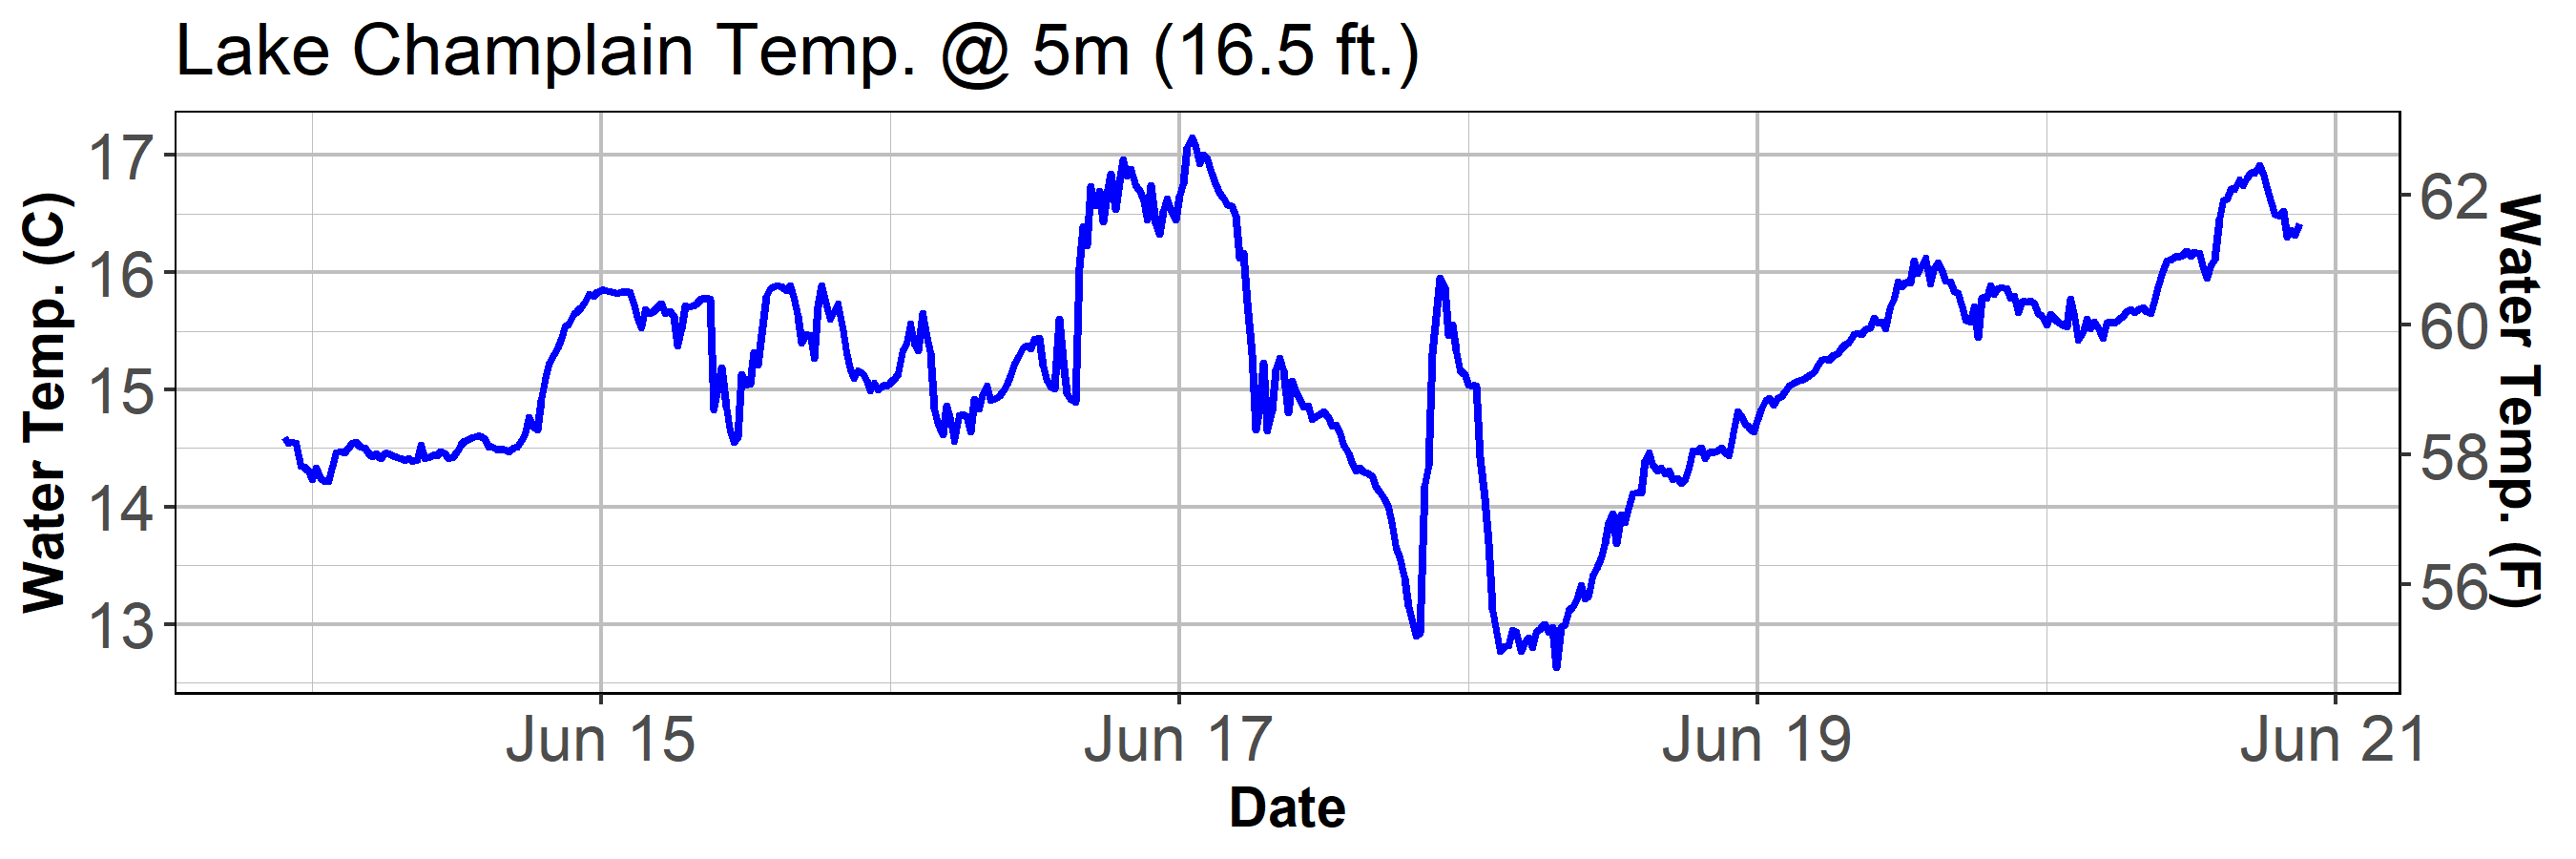 Lake Champlain Temp. @ 5m (16.5 ft.)
Water Temp. (C)
17
16
15
14
13
62
60
58
56
Water Temp. (F)
Jun 15
Jun 17
Jun 19
Jun 21
Date